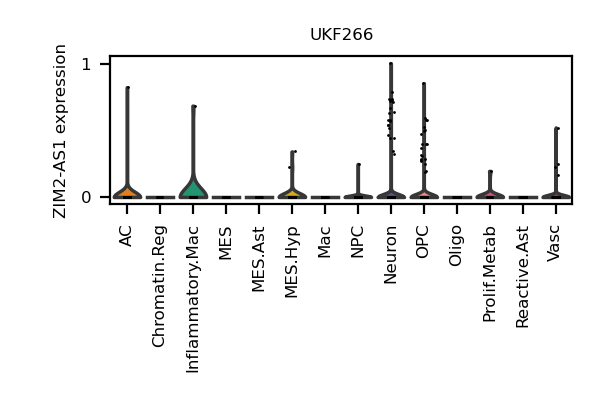 UKF266
ZIM2-AS1 expression
1
0
AC
Chromatin.Reg
Inflammatory.Mac
MES
MES.Ast
MES.Hyp
Mac
NPC
Neuron
OPC
Oligo
Prolif.Metab
Reactive.Ast
Vasc